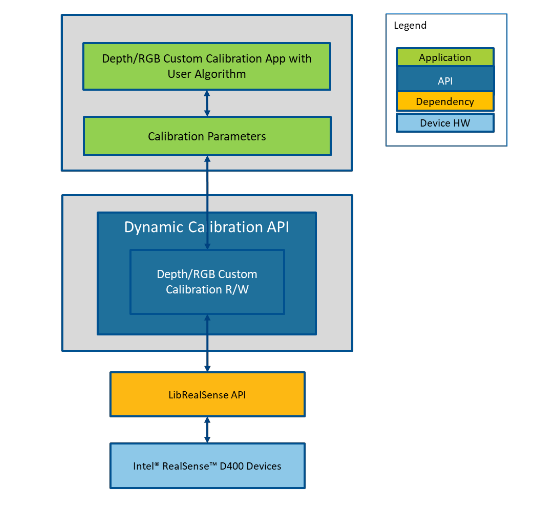 Depth/RGB Custom Calibration App with
User Algorithm
Calibration Parameters
Dynamic Calibration API
Depth/RGB Custom
Calibration R/W
LibRealSense API
Intel® RealSense™ D400 Devices
Legend
Application
API
Dependency
Device HW